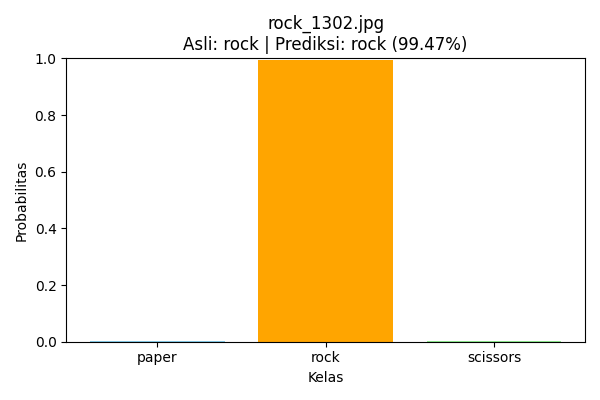 rock_1302.jpg
Asli: rock | Prediksi: rock (99.47%)
Probabilitas
1.0
0.8
0.6
0.4
0.2
0.0
paper
rock
scissors
Kelas